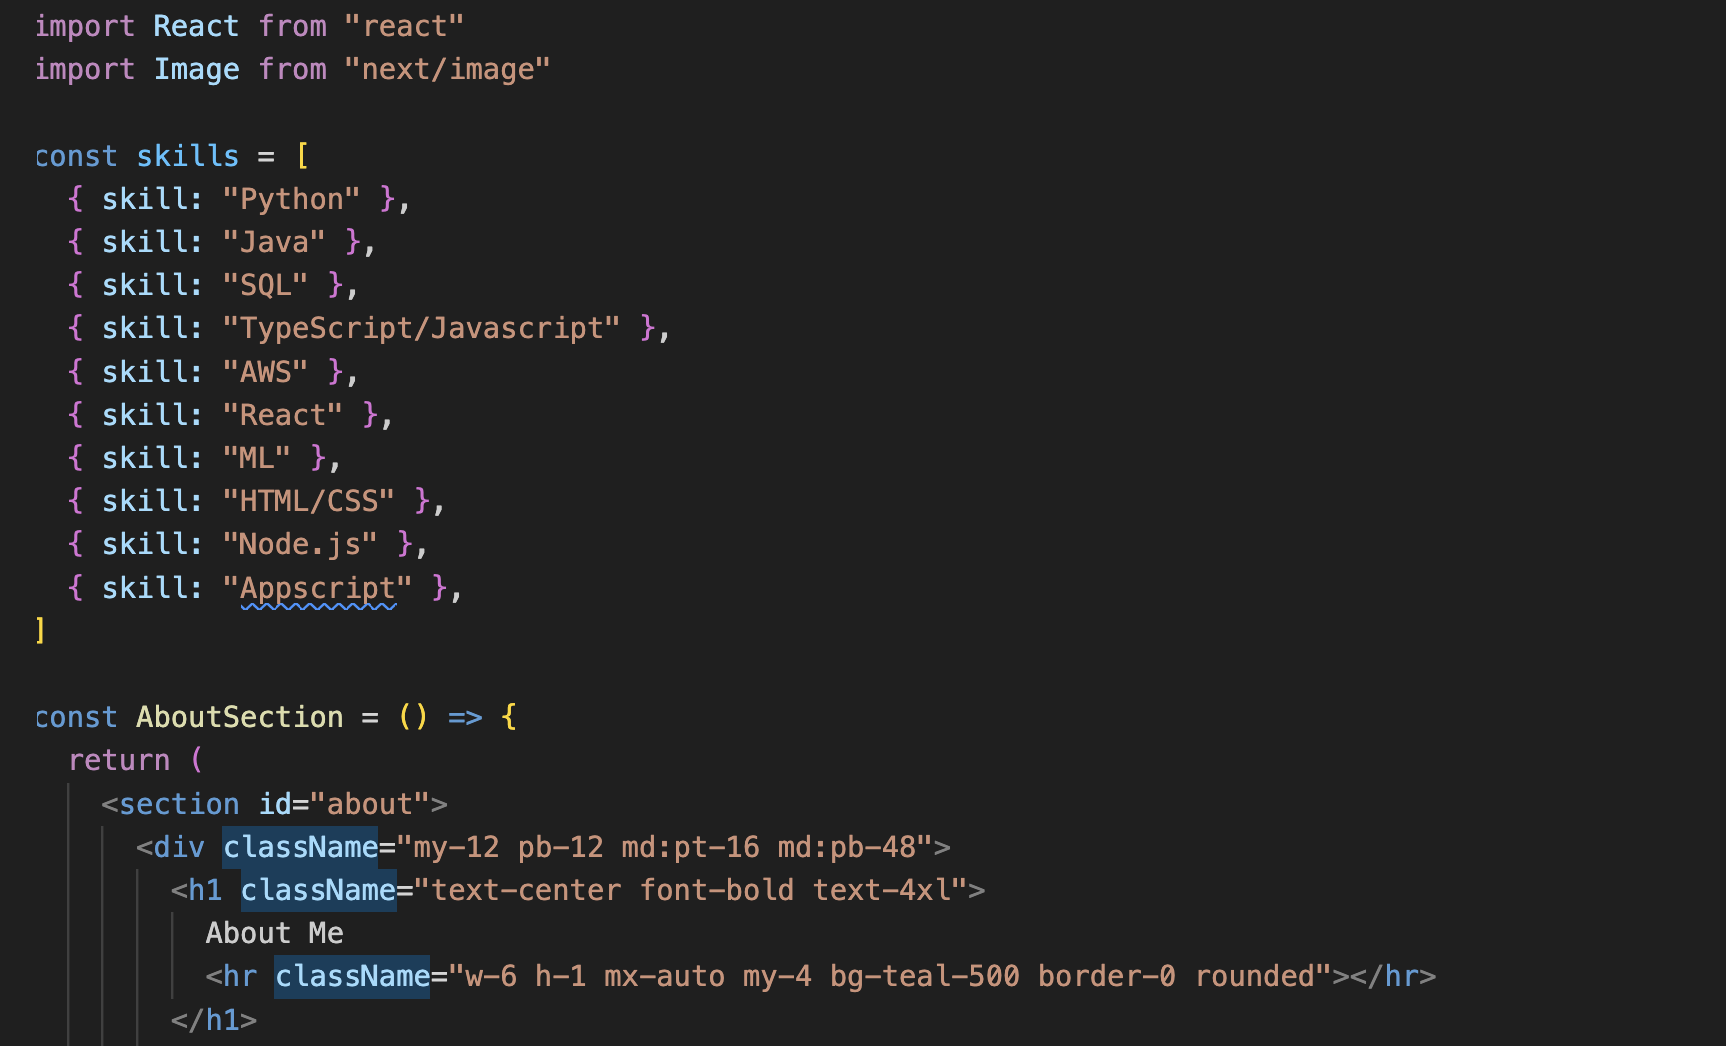 import React from "react"
import Image from "next/image"
const skills = [
{ skill: "Python" },
{ skill: "Java" },
{ skill: "SQL" },
{ skill: "TypeScript/Javascript" },
{ skill: "AWS" },
{ skill: "React" },
{ skill: "ML" },
{ skill: "HTML/CSS" },
{ skill: "Node.js" },
{ skill: "Appscript" },
]
const AboutSection = () => {
return (
<section id="about">
<div className="my-12 pb-12 md:pt-16 md:pb-48">
<h1 className="text-center font-bold text-4xl">
About Me
<hr className="w-6 h-1 mx-auto my-4 bg-teal-500 border-0 rounded"></hr>
</h1>